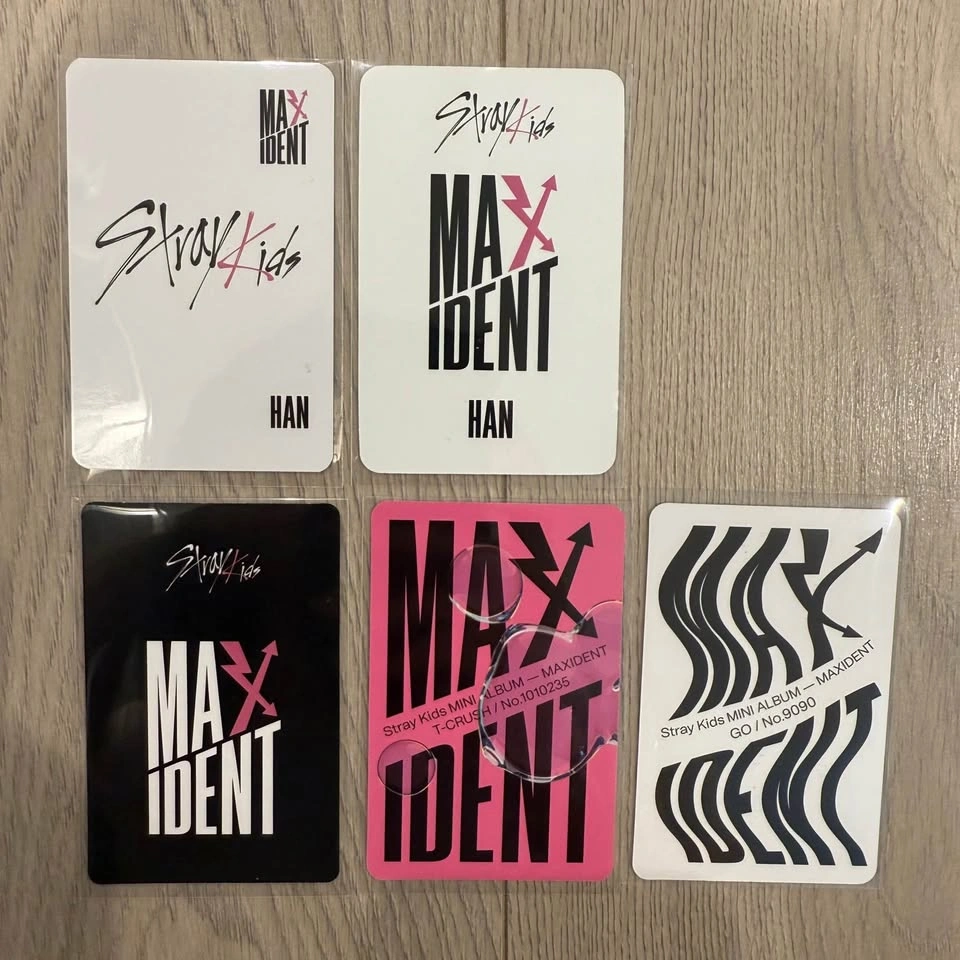 MAX
IDENT
Stray Kids
HAN
Stray Kids
MAX
IDENT
HAN
Stray Kids
MAX
IDENT
MAX
Stray Kids MINI ALBUM — MAXIDENT
T-CRUSH / No.1010235
IDENT
MAX
Stray Kids MINI ALBUM — MAXIDENT
GO / No.9090
IDENT